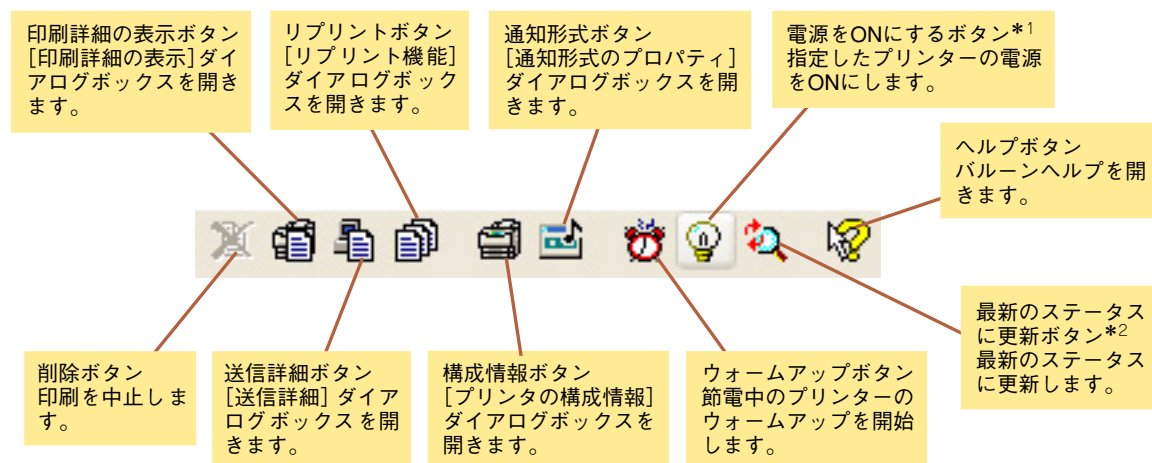 印刷詳細の表示ボタン
[印刷詳細の表示]ダイ
アログボックスを開き
ます。
リプリントボタン
[リプリント機能]
ダイアログボック
スを開きます。
通知形式ボタン
[通知形式のプロパティ]
ダイアログボックスを開
きます。
電源をONにするボタン*1
指定したプリンターの電源
をONにします。
ヘルプボタン
バルーンヘルプを開
きます。
削除ボタン
印刷を中止しま
す。
送信詳細ボタン
[送信詳細] ダイア
ログボックスを開
きます。
構成情報ボタン
[プリンタの構成情報]
ダイアログボックスを
開きます。
ウォームアップボタン
節電中のプリンターの
ウォームアップを開始
します。
最新のステータス
に更新ボタン*2
最新のステータス
に更新します。